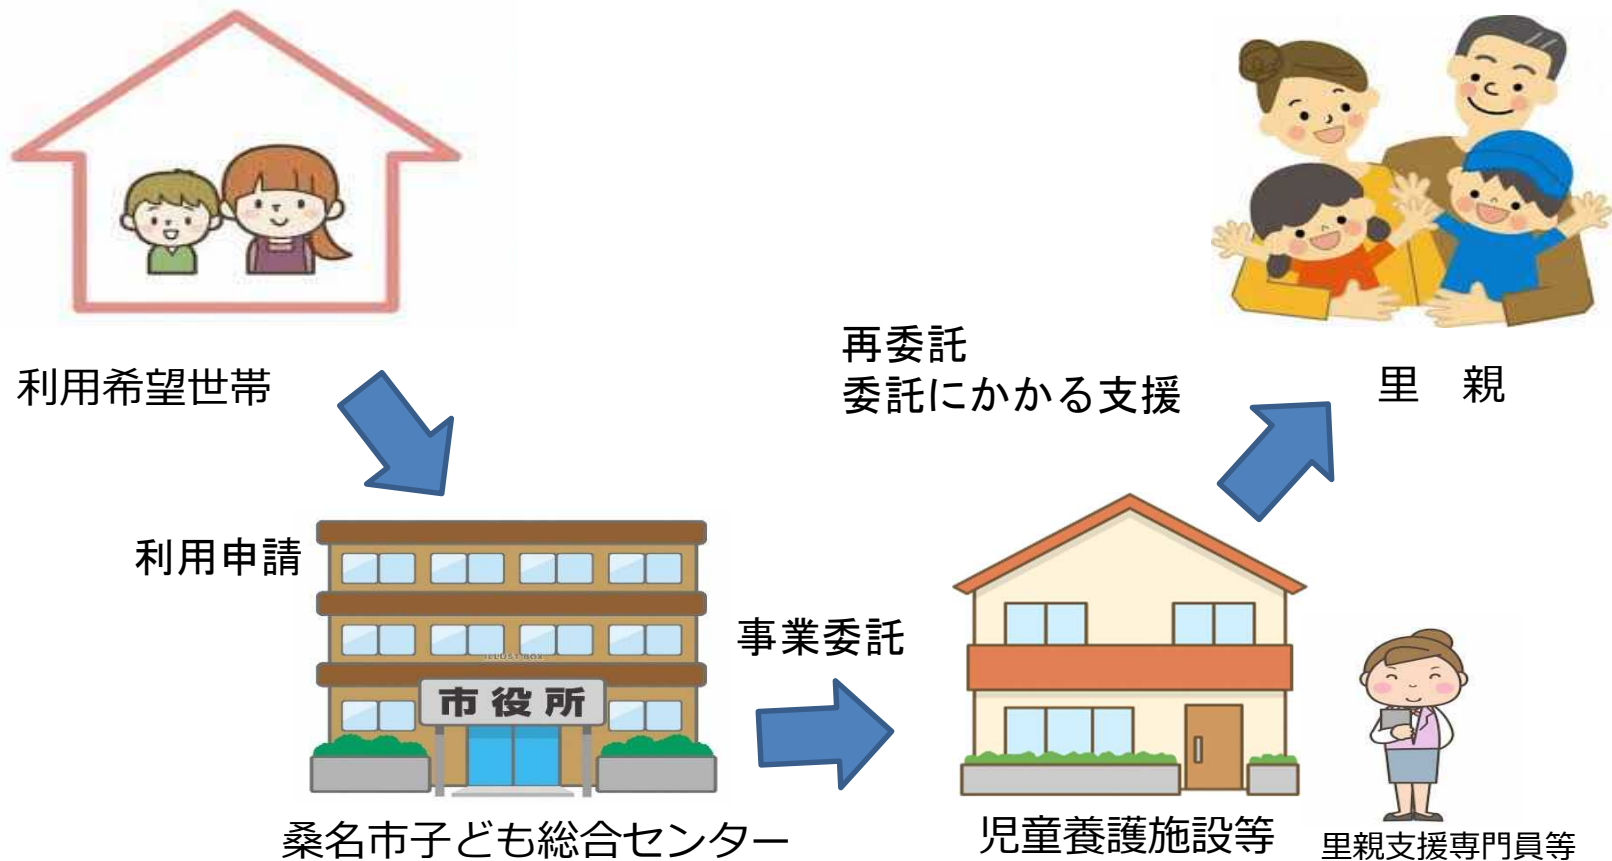 利用希望世帯
再委託
委託にかかる支援
里　親
利用申請
事業委託
ILLUST BOX
市役所
桑名市子ども総合センター
児童養護施設等
里親支援専門員等